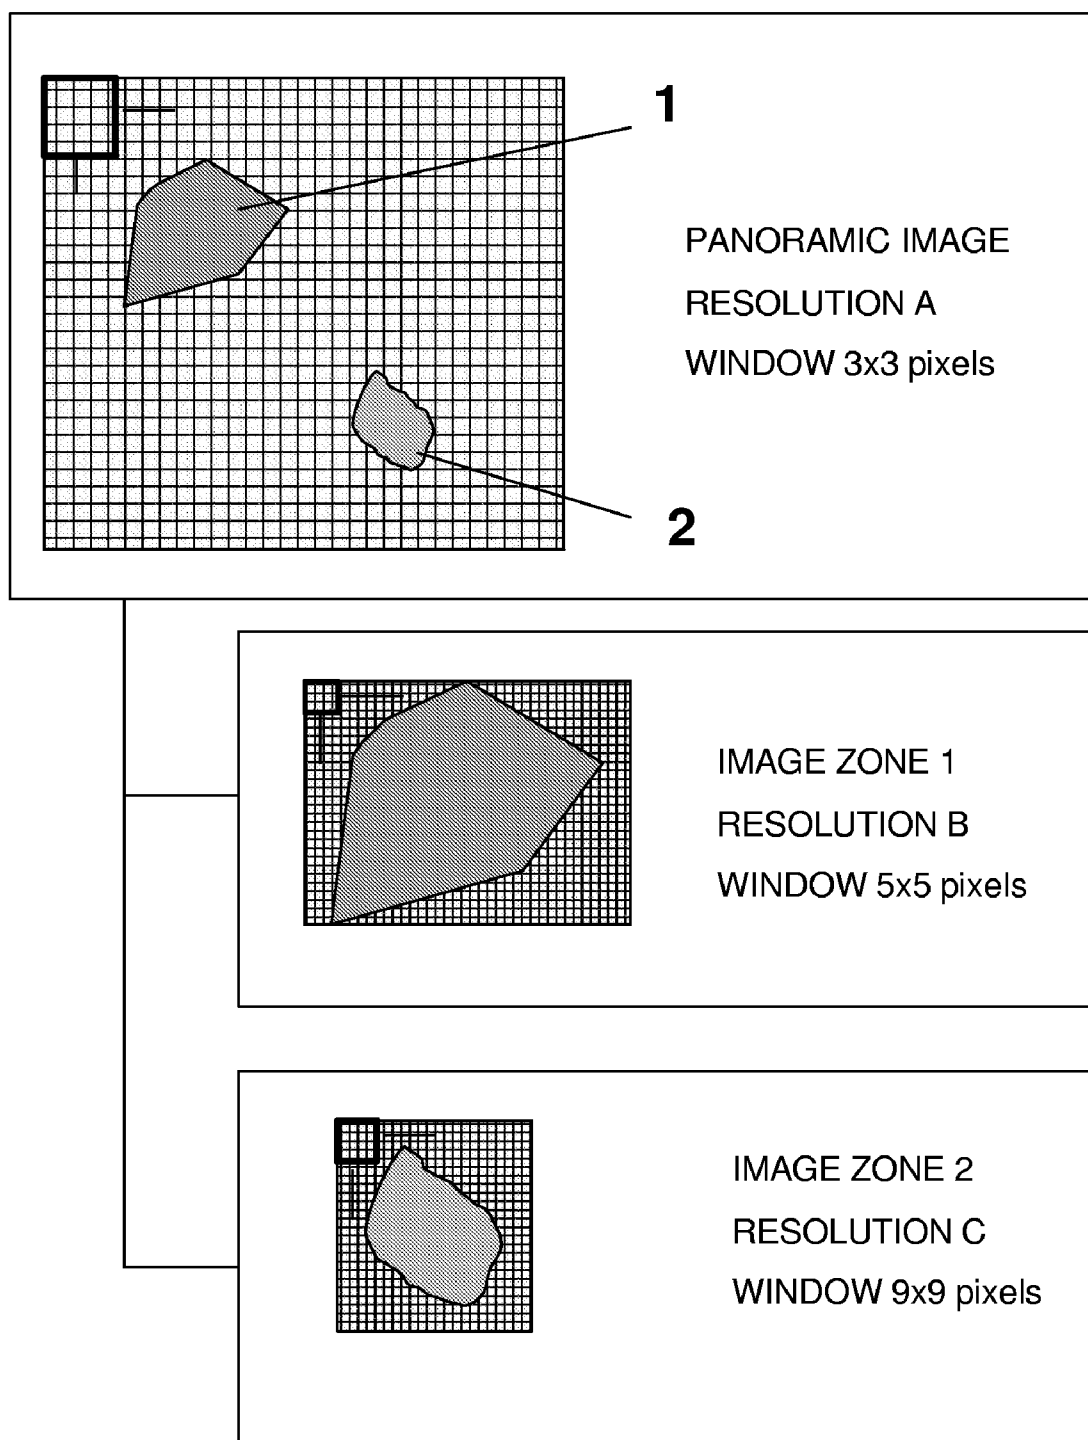 1
PANORAMIC IMAGE
RESOLUTION A
WINDOW 3x3 pixels
2
IMAGE ZONE 1
RESOLUTION B
WINDOW 5x5 pixels
IMAGE ZONE 2
RESOLUTION C
WINDOW 9x9 pixels